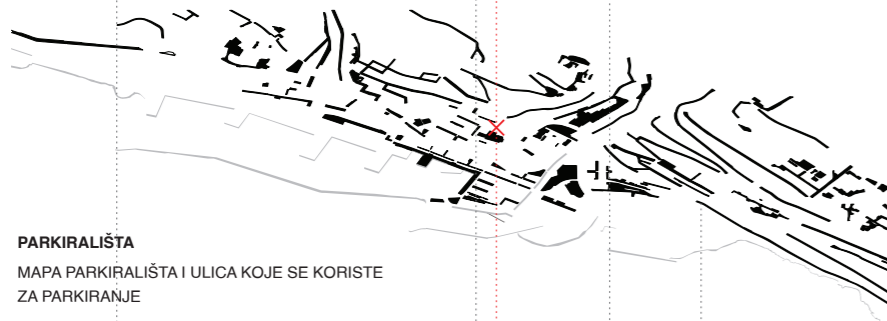 PARKIRALIŠTA
MAPA PARKIRALIŠTA I ULICA KOJE SE KORISTE
ZA PARKIRANJE